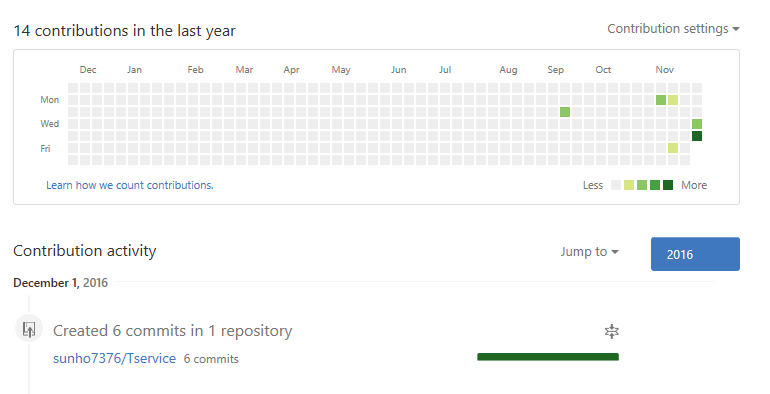 14 contributions in the last year
Contribution settings
Dec Jan Feb Mar Apr May Jun Jul Aug Sep Oct Nov
Mon
Wed
Fri
Learn how we count contributions.
Less More
Contribution activity
Jump to
2016
December 1, 2016
Created 6 commits in 1 repository
sunho7376/Tservice 6 commits